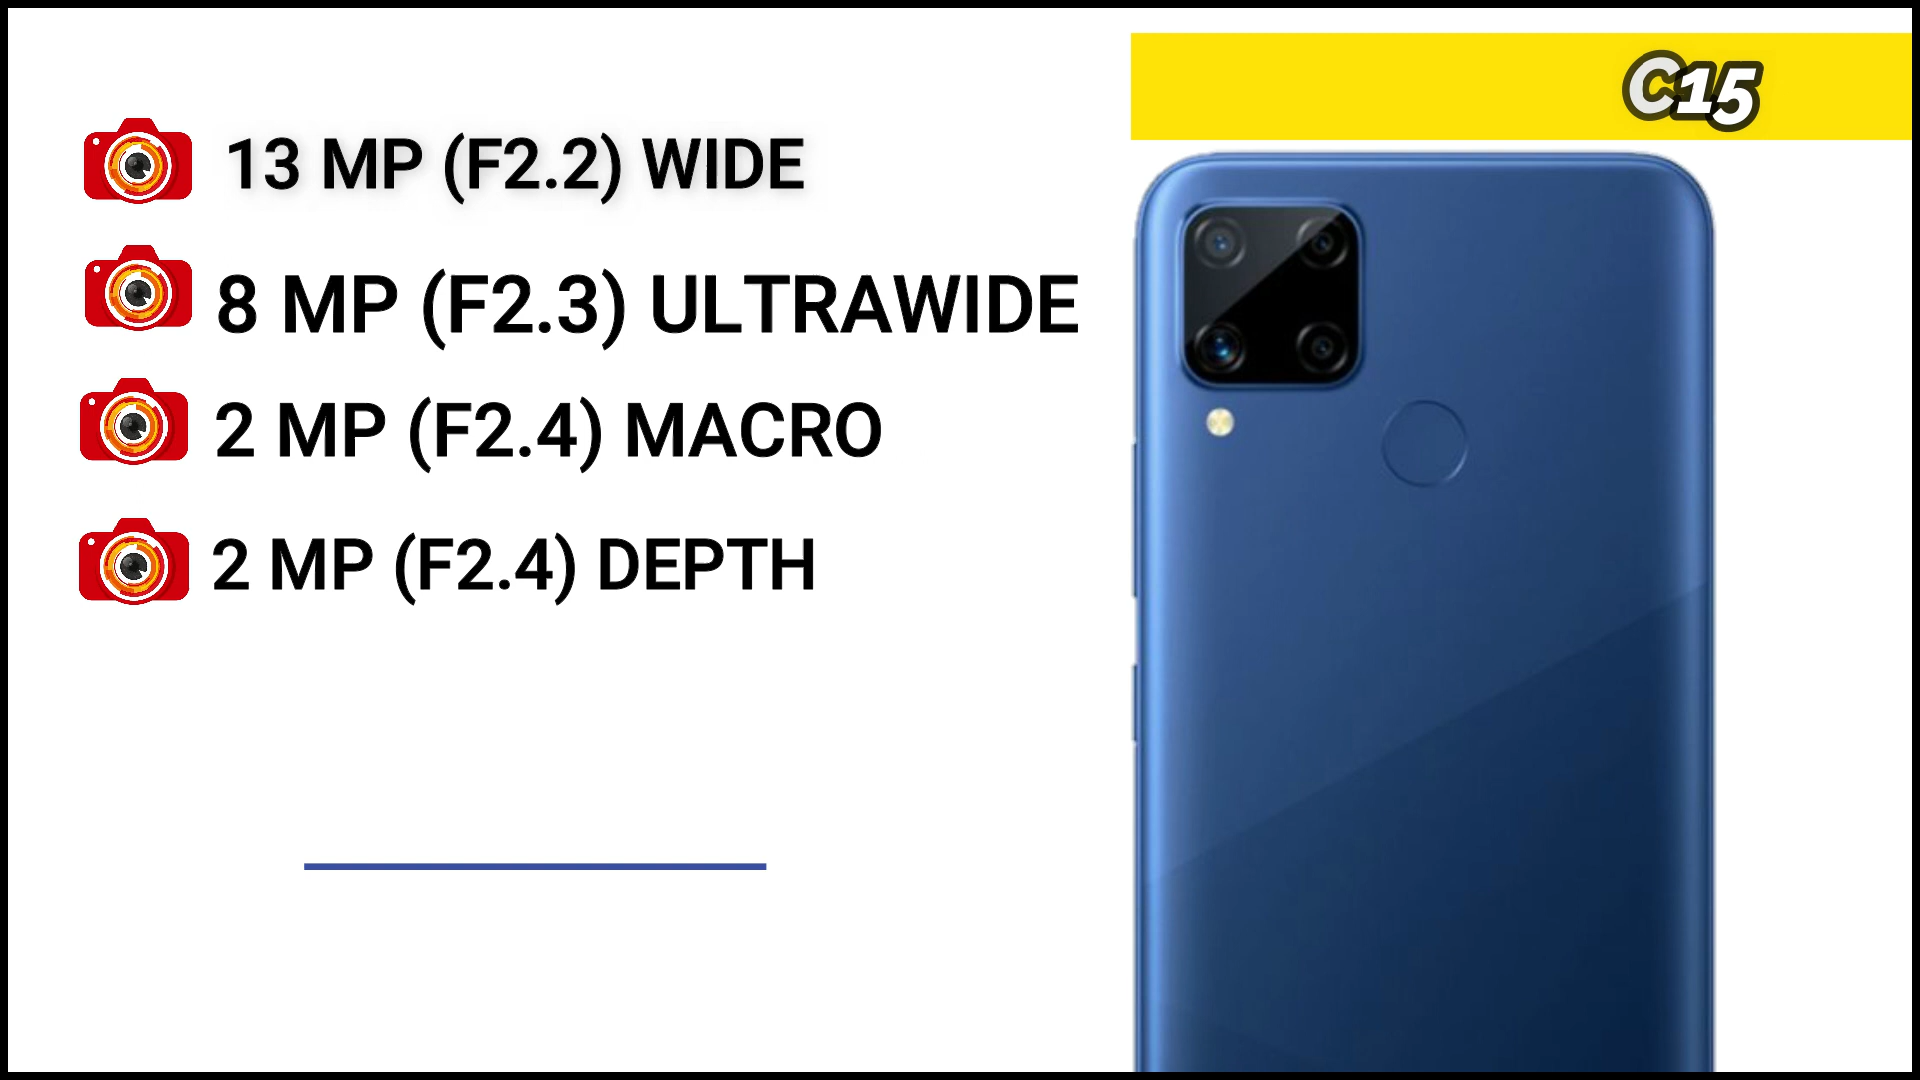 C15
13 MP (F2.2) WIDE
8 MP (F2.3) ULTRAWIDE
2 MP (F2.4) MACRO
2 MP (F2.4) DEPTH